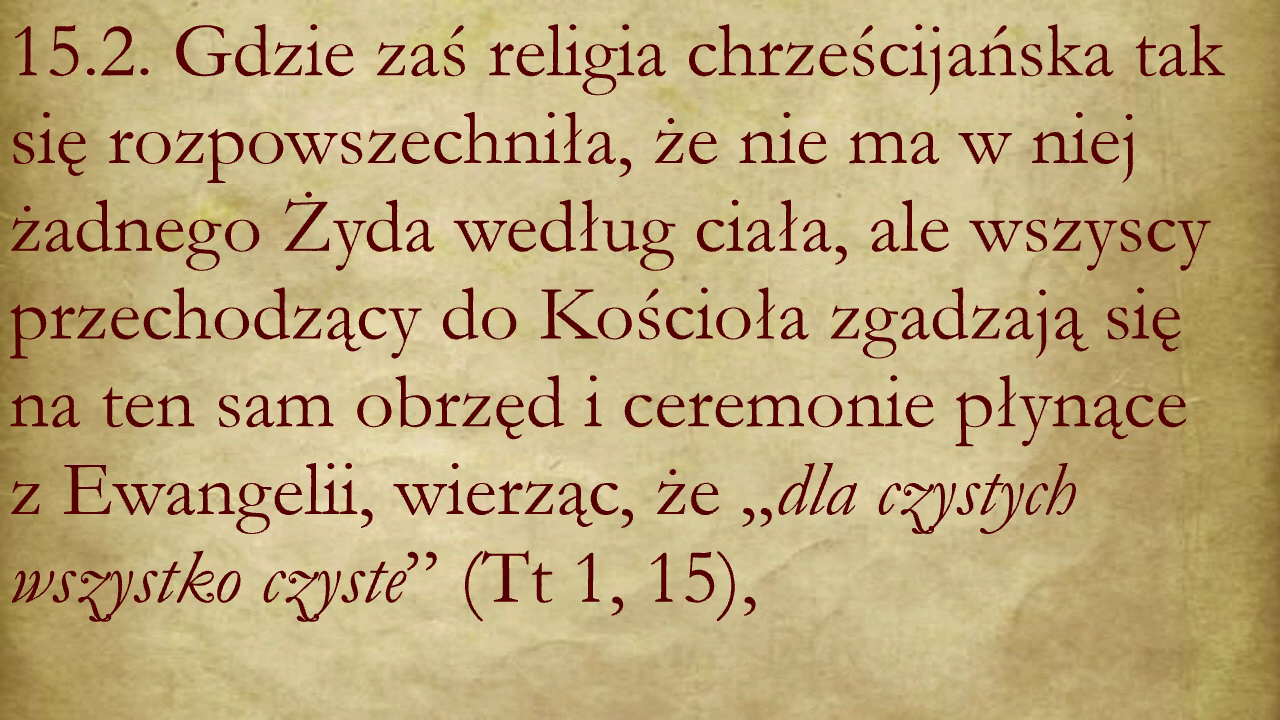 15.2. Gdzie zaś religia chrześcijańska tak
się rozpowszechniła, że nie ma w niej
żadnego Żyda według ciała, ale wszyscy
przechodzący do Kościoła zgadzają się
na ten sam obrzęd i ceremonie płynące
z Ewangelii, wierząc, że „dla czystych
wszystko czyste” (Tt 1, 15),